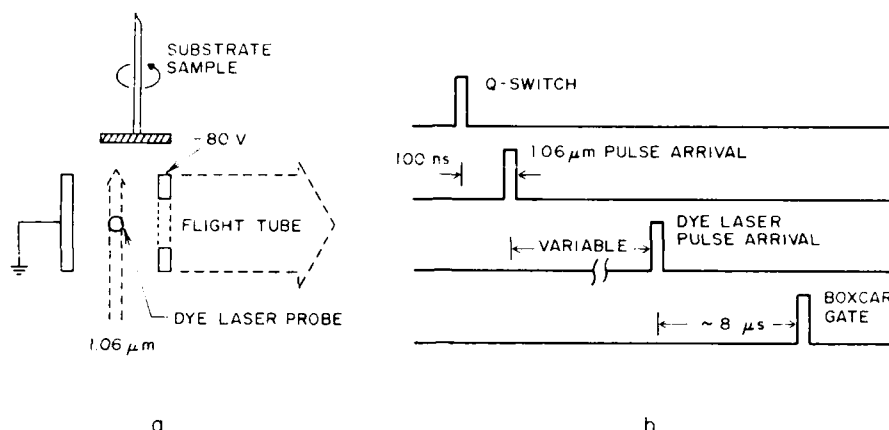 SUBSTRATE
SAMPLE
-80 V
FLIGHT TUBE
DYE LASER PROBE
1.06 μm
a
Q-SWITCH
100 ns
1.06 μm PULSE ARRIVAL
DYE LASER
PULSE ARRIVAL
VARIABLE
BOXCAR
GATE
~ 8 μs
b